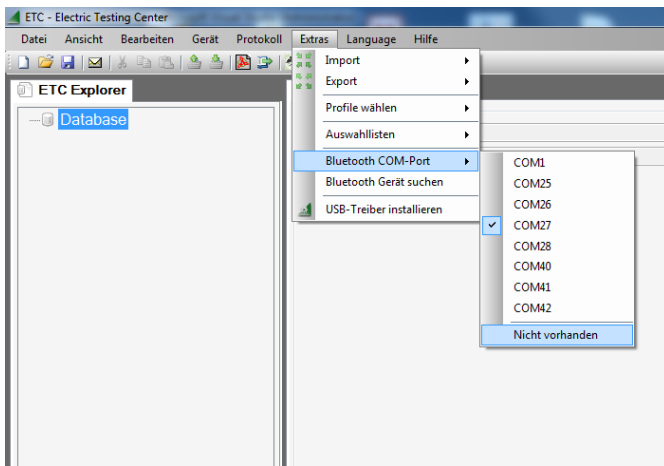 ETC - Electric Testing Center
Datei Ansicht Bearbeiten Gerät Protokoll Extras Language Hilfe
ETC Explorer
Database
Import
Export
Profile wählen
Auswahllisten
Bluetooth COM-Port
Bluetooth Gerät suchen
USB-Treiber installieren
COM1
COM25
COM26
COM27
COM28
COM40
COM41
COM42
Nicht vorhanden